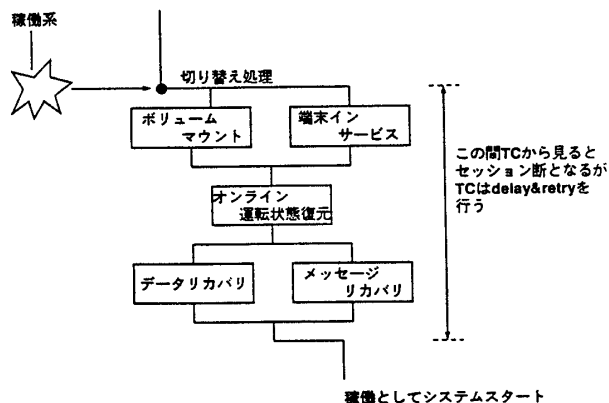 稼働系
切り替え処理
ボリューム
マウント
端末イン
サービス
この間TCから見ると
セッション断となるが
TCはdelay&retryを
行う
オンライン
運転状態復元
データリカバリ
メッセージ
リカバリ
稼働としてシステムスタート